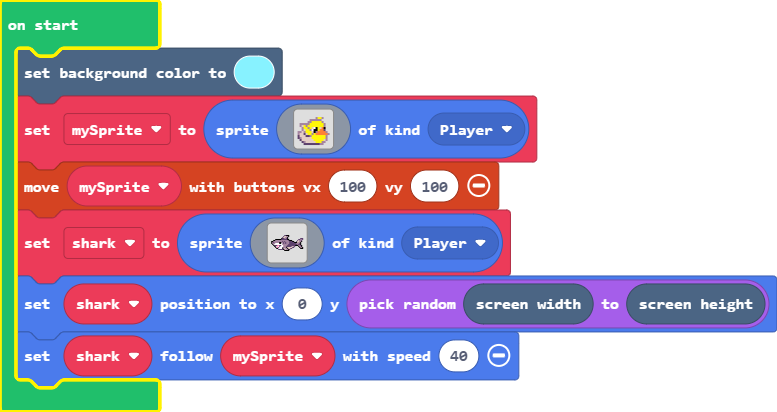 on start
set background color to
set mySprite to sprite of kind Player
move mySprite with buttons vx 100 vy 100
set shark to sprite of kind Player
set shark position to x 0 y pick random screen width to screen height
set shark follow mySprite with speed 40